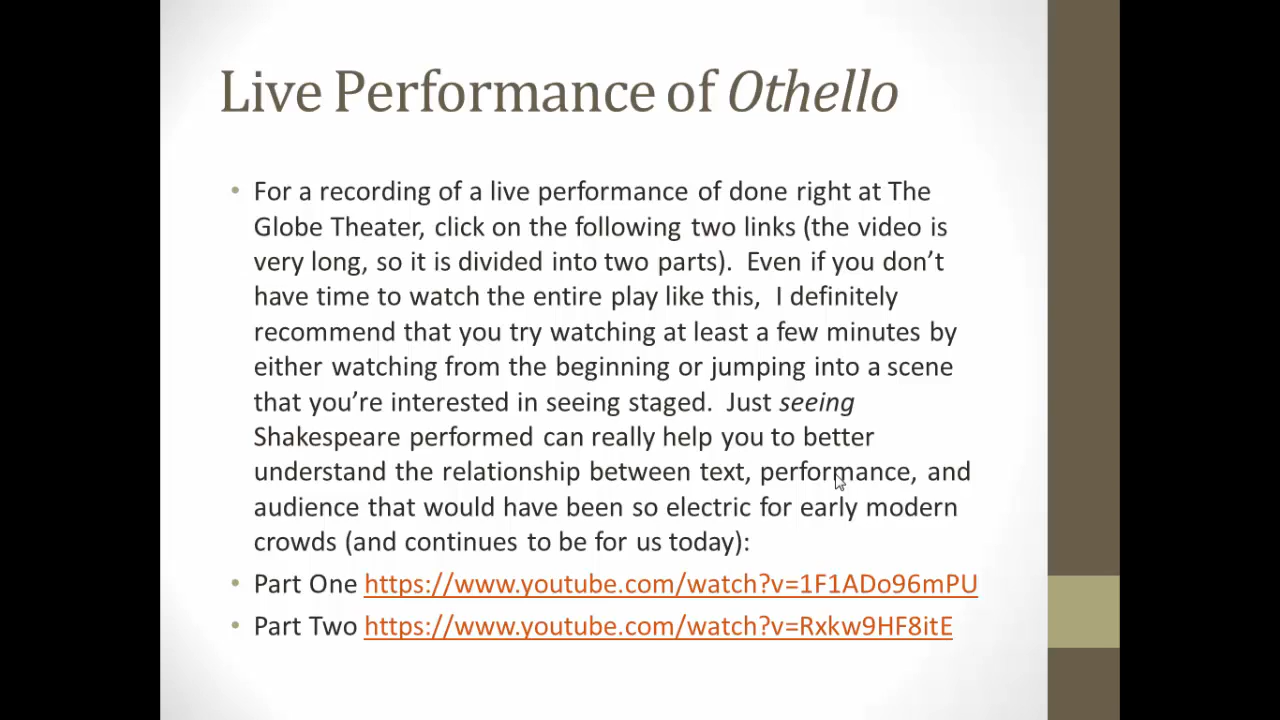 Live Performance of Othello
• For a recording of a live performance of done right at The
Globe Theater, click on the following two links (the video is
very long, so it is divided into two parts).  Even if you don’t
have time to watch the entire play like this,  I definitely
recommend that you try watching at least a few minutes by
either watching from the beginning or jumping into a scene
that you’re interested in seeing staged.  Just seeing
Shakespeare performed can really help you to better
understand the relationship between text, performance, and
audience that would have been so electric for early modern
crowds (and continues to be for us today):
• Part One https://www.youtube.com/watch?v=1F1ADo96mPU
• Part Two https://www.youtube.com/watch?v=Rxkw9HF8itE